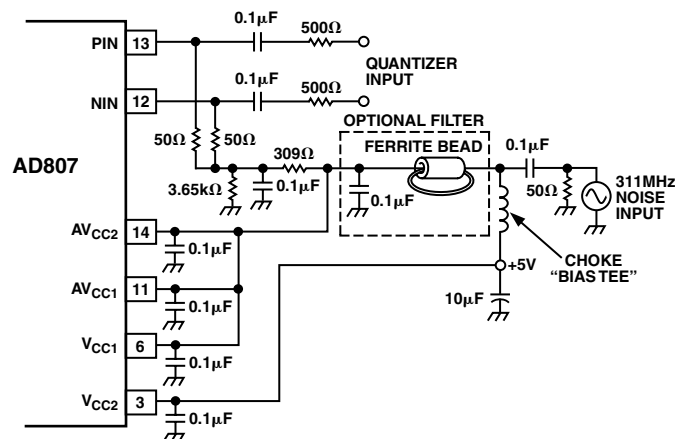 PIN 13
0.1µF
500Ω
QUANTIZER
INPUT
NIN 12
0.1µF
500Ω
50Ω
50Ω
AD807
309Ω
3.65kΩ
0.1µF
OPTIONAL FILTER
FERRITE BEAD
0.1µF
0.1µF
50Ω
311MHz
NOISE
INPUT
CHOKE
"BIAS TEE"
+5V
10µF
AVCC2 14
0.1µF
AVCC1 11
0.1µF
VCC1 6
0.1µF
VCC2 3
0.1µF